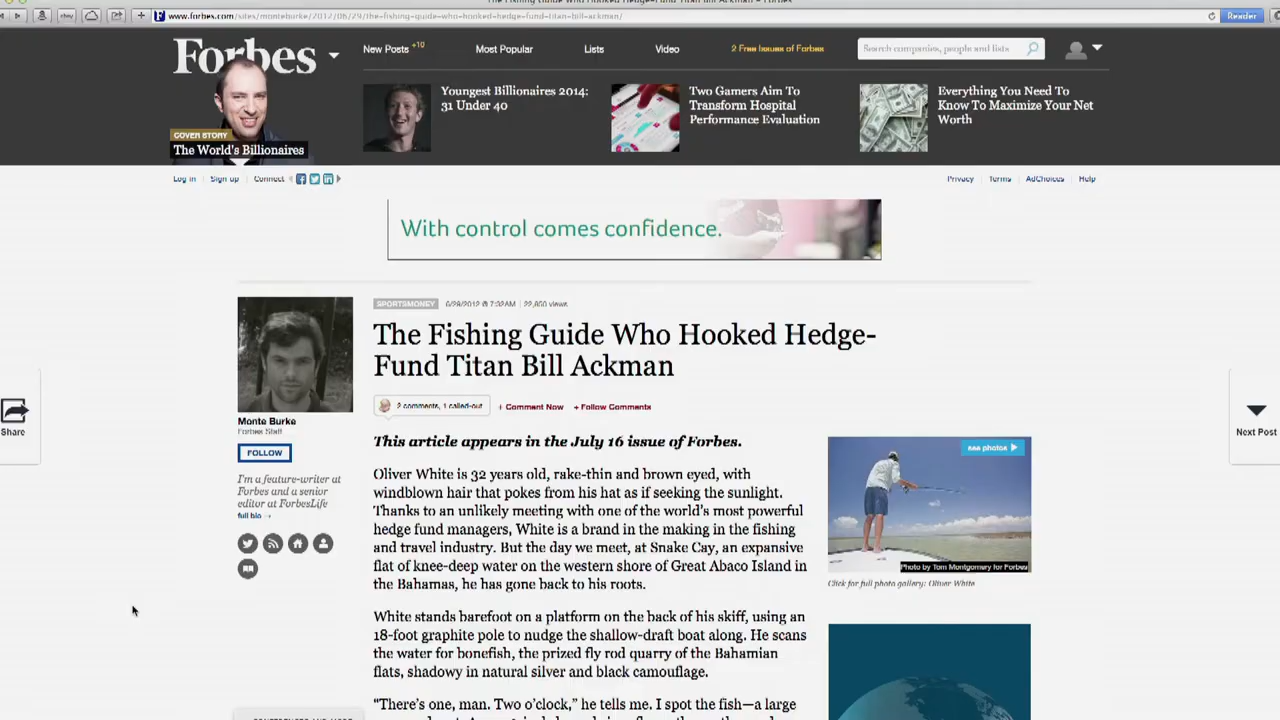 The Fishing Guide Who Hooked Hedge-Fund Titan Bill Ackman – Forbes
ebay
www.forbes.com/sites/monteburke/2012/06/29/the-fishing-guide-who-hooked-hedge-fund-titan-bill-ackman/
Reader
Forbes
New Posts +10
Most Popular
Lists
Video
2 Free Issues of Forbes
Search companies, people and lists
COVER STORY
The World's Billionaires
Youngest Billionaires 2014:
31 Under 40
Two Gamers Aim To
Transform Hospital
Performance Evaluation
Everything You Need To
Know To Maximize Your Net
Worth
Log in | Sign up | Connect
Privacy | Terms | AdChoices | Help
With control comes confidence.
SPORTSMONEY 6/29/2012 @ 7:32AM | 22,850 views
The Fishing Guide Who Hooked Hedge-
Fund Titan Bill Ackman
2 comments, 1 called-out
+ Comment Now
+ Follow Comments
Monte Burke
Forbes Staff
FOLLOW
I'm a feature-writer at
Forbes and a senior
editor at ForbesLife
full bio →
Share
Next Post
This article appears in the July 16 issue of Forbes.
Oliver White is 32 years old, rake-thin and brown eyed, with
windblown hair that pokes from his hat as if seeking the sunlight.
Thanks to an unlikely meeting with one of the world's most powerful
hedge fund managers, White is a brand in the making in the fishing
and travel industry. But the day we meet, at Snake Cay, an expansive
flat of knee-deep water on the western shore of Great Abaco Island in
the Bahamas, he has gone back to his roots.
White stands barefoot on a platform on the back of his skiff, using an
18-foot graphite pole to nudge the shallow-draft boat along. He scans
the water for bonefish, the prized fly rod quarry of the Bahamian
flats, shadowy in natural silver and black camouflage.
"There's one, man. Two o'clock," he tells me. I spot the fish—a large
see photos
Photo by Tom Montgomery for Forbes
Click for full photo gallery: Oliver White